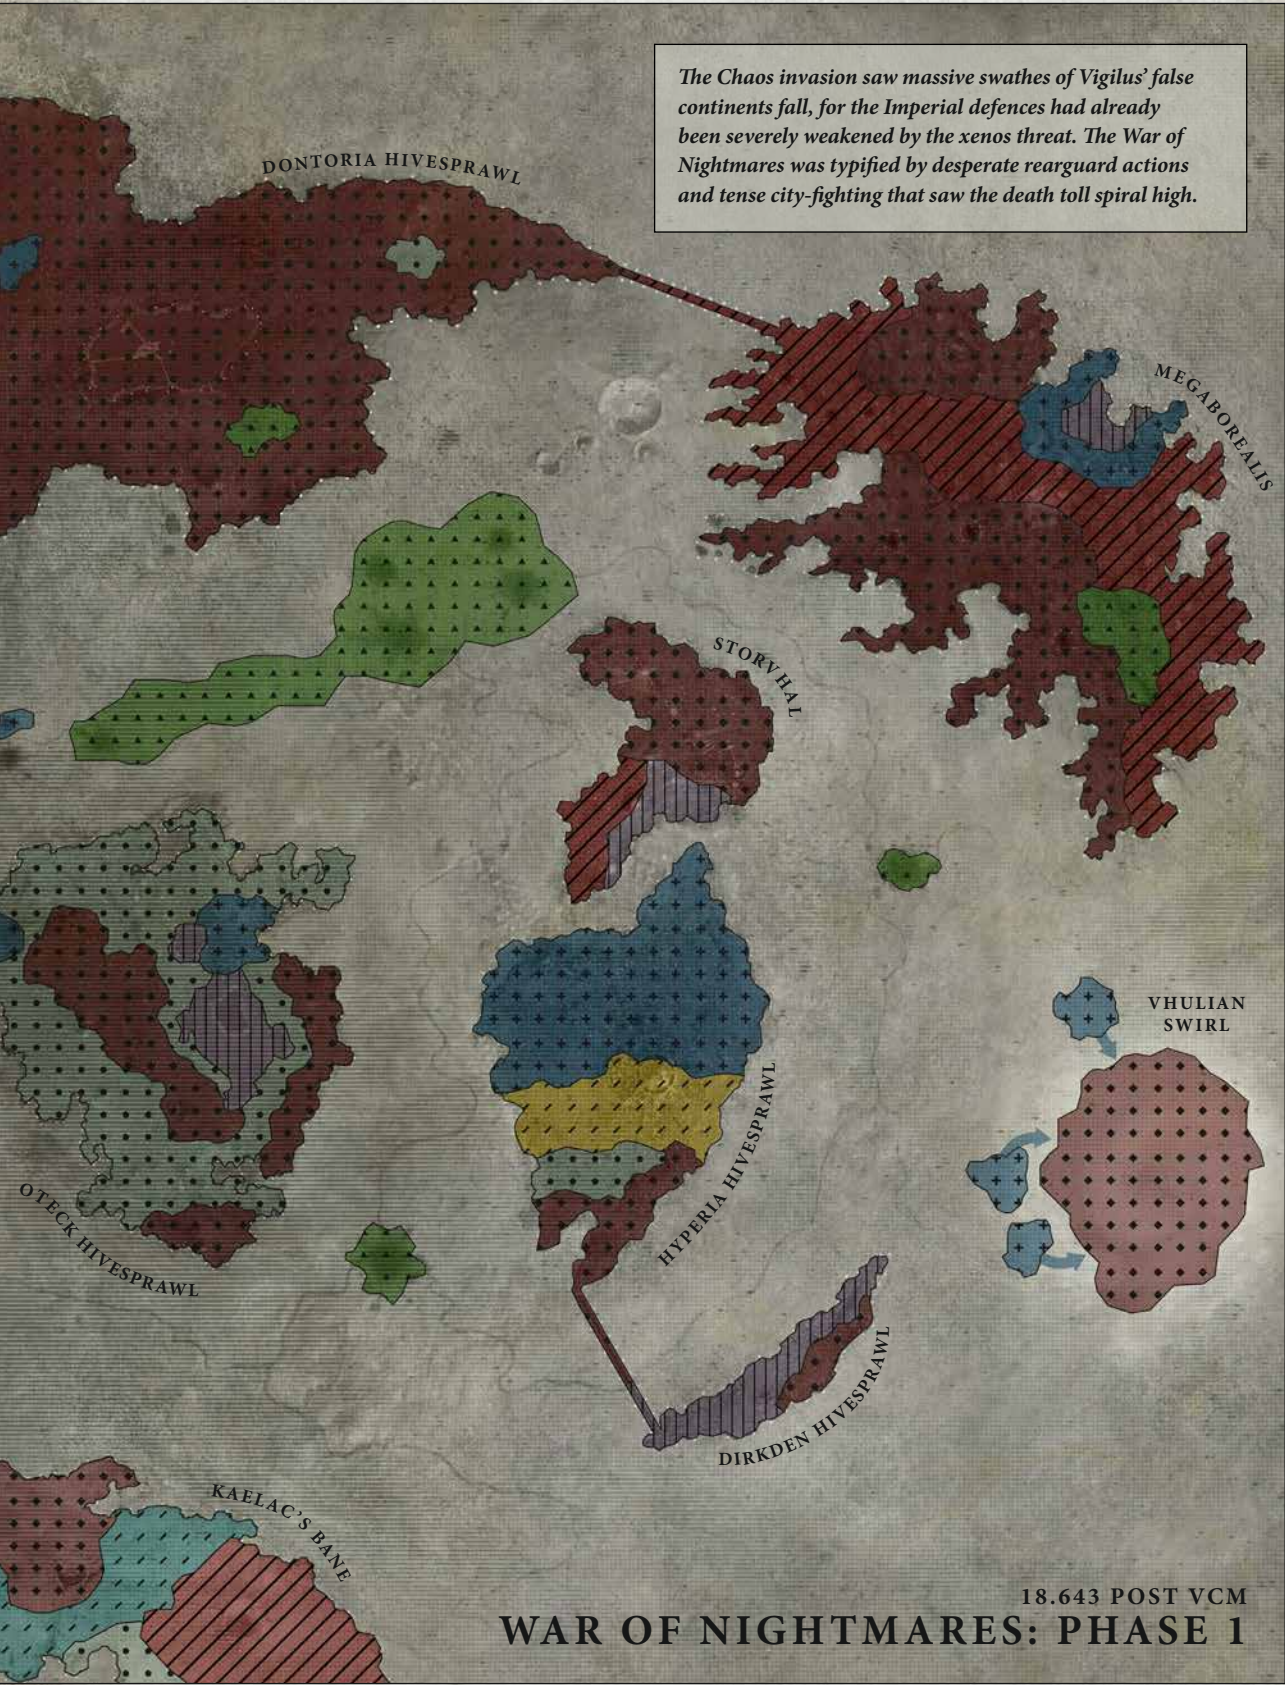 The Chaos invasion saw massive swathes of Vigilus’ false
continents fall, for the Imperial defences had already
been severely weakened by the xenos threat. The War of
Nightmares was typified by desperate rearguard actions
and tense city-fighting that saw the death toll spiral high.
DONTORIA HIVESPRAWL
MEGABOREALIS
STORVHAL
VHULIAN
SWIRL
HYPERIA HIVESPRAWL
OTECK HIVESPRAWL
DIRKDEN HIVESPRAWL
KAELAC’S BANE
18.643 POST VCM
WAR OF NIGHTMARES: PHASE 1